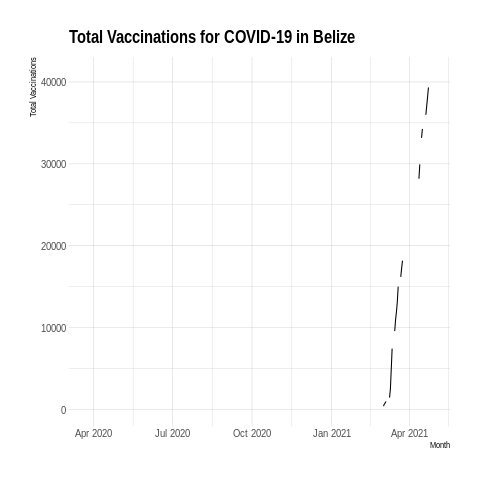 Total Vaccinations for COVID-19 in Belize
Total Vaccinations
40000
30000
20000
10000
0
Apr 2020 Jul 2020 Oct 2020 Jan 2021 Apr 2021
Month